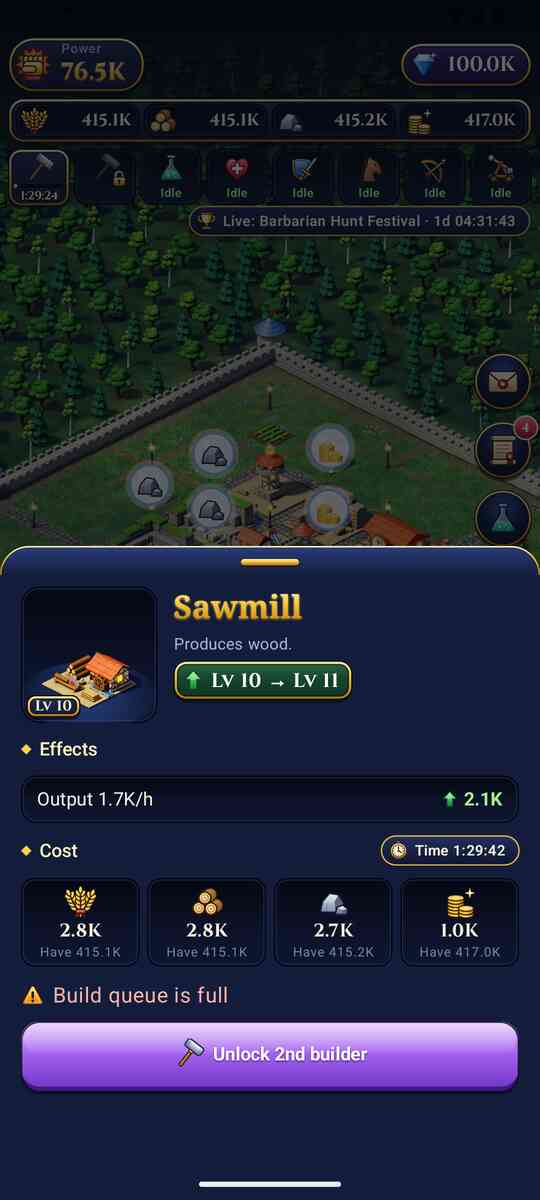 Power
76.5K
100.0K
415.1K
415.1K
415.2K
417.0K
1:29:24
Idle
Idle
Idle
Idle
Idle
Idle
Live: Barbarian Hunt Festival · 1d 04:31:43
4
Sawmill
Produces wood.
Lv 10 → Lv 11
Lv 10
Effects
Output 1.7K/h
2.1K
Cost
Time 1:29:42
2.8K
2.8K
2.7K
1.0K
Have 415.1K
Have 415.1K
Have 415.2K
Have 417.0K
Build queue is full
Unlock 2nd builder